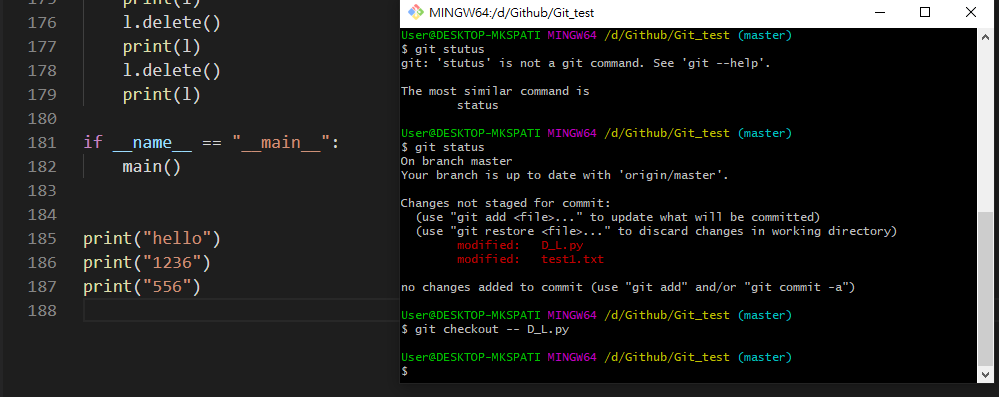 175 print(l)
176 l.delete()
177 print(l)
178 l.delete()
179 print(l)
180
181 if __name__ == "__main__":
182 main()
183
184
185 print("hello")
186 print("1236")
187 print("556")
188
MINGW64:/d/Github/Git_test
User@DESKTOP-MKSPATI MINGW64 /d/Github/Git_test (master)
$ git stutus
git: 'stutus' is not a git command. See 'git --help'.
The most similar command is
status
User@DESKTOP-MKSPATI MINGW64 /d/Github/Git_test (master)
$ git status
On branch master
Your branch is up to date with 'origin/master'.
Changes not staged for commit:
(use "git add <file>..." to update what will be committed)
(use "git restore <file>..." to discard changes in working directory)
modified: D_L.py
modified: test1.txt
no changes added to commit (use "git add" and/or "git commit -a")
User@DESKTOP-MKSPATI MINGW64 /d/Github/Git_test (master)
$ git checkout -- D_L.py
User@DESKTOP-MKSPATI MINGW64 /d/Github/Git_test (master)
$